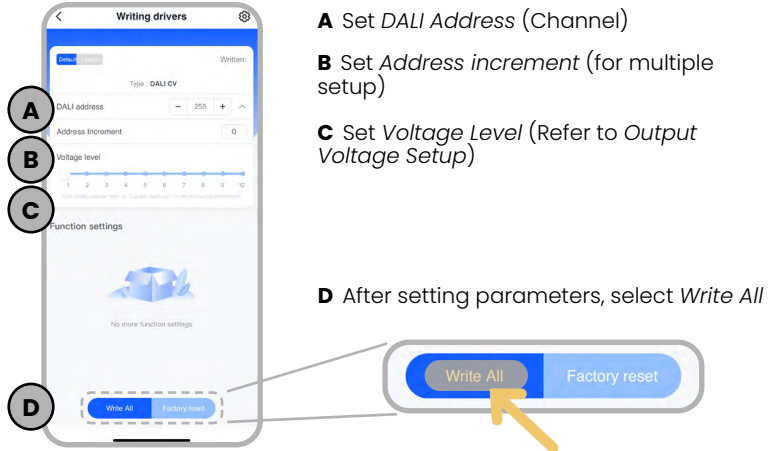 Writing drivers
A Set DALI Address (Channel)
B Set Address increment (for multiple
setup)
C Set Voltage Level (Refer to Output
Voltage Setup)
Default
Written:
Type : DALI CV
A
DALI address
- 255 +
Address Increment
0
B
Voltage level
1 2 3 4 5 6 7 8 9 10
C
Function settings
No more function settings
D After setting parameters, select Write All
D
Write All
Factory reset
Write All
Factory reset